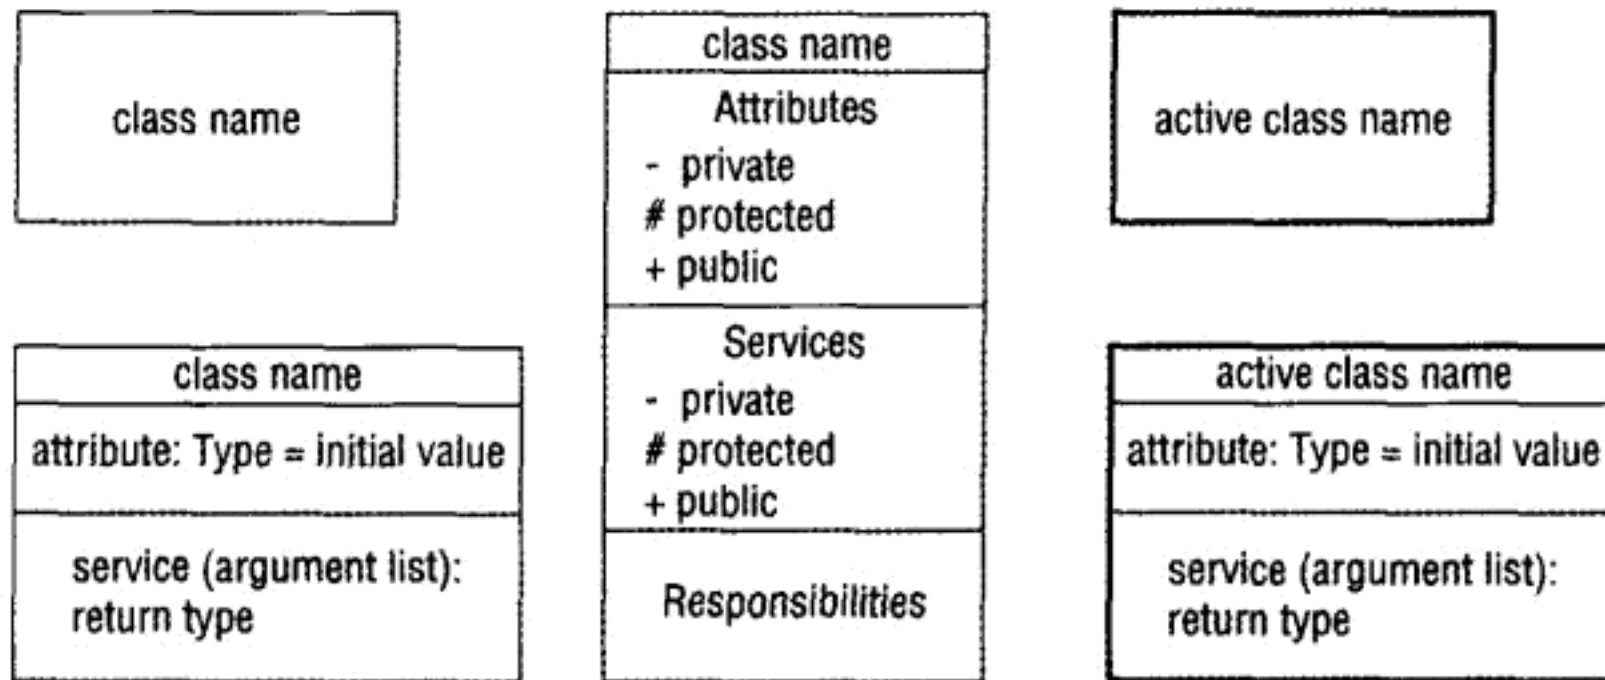 class name
class name
attribute: Type = initial value
service (argument list):
return type
class name
Attributes
- private
# protected
+ public
Services
- private
# protected
+ public
Responsibilities
active class name
active class name
attribute: Type = initial value
service (argument list):
return type